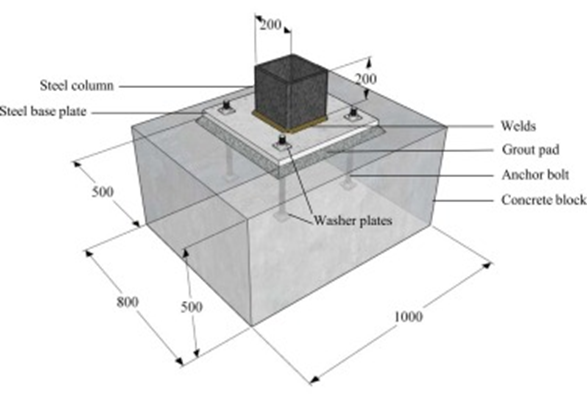 200
200
Steel column
Steel base plate
Welds
Grout pad
Anchor bolt
Concrete block
Washer plates
500
800
500
1000